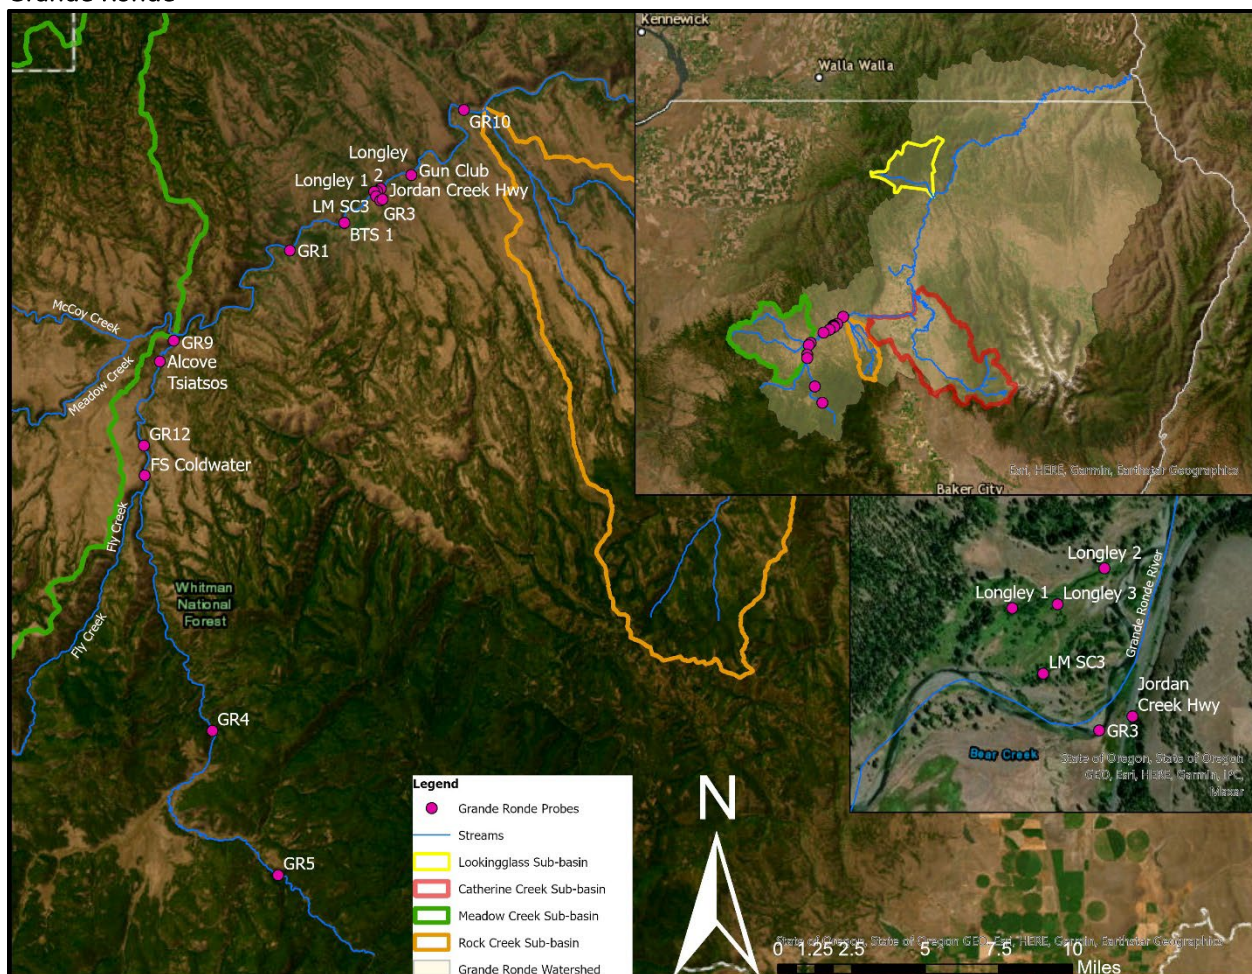 Grande Ronde
Kennewick
Walla Walla
GR10
Longley
2
Gun Club
Longley 1
Jordan Creek Hwy
LM SC3
GR3
BTS 1
GR1
McCoy Creek
GR9
Meadow Creek
Alcove
Tsiatsos
GR12
FS Coldwater
Fly Creek
Fly Creek
Whitman
National
Forest
GR4
GR5
Esri, HERE, Garmin, Earthstar Geographics
Baker City
Longley 2
Longley 1
Longley 3
Grande Ronde River
LM SC3
Jordan
Creek Hwy
GR3
Bear Creek
State of Oregon, State of Oregon
GEO, Esri, HERE, Garmin, iPC,
Maxar
Legend
Grande Ronde Probes
Streams
Lookingglass Sub-basin
Catherine Creek Sub-basin
Meadow Creek Sub-basin
Rock Creek Sub-basin
Grande Ronde Watershed
N
State of Oregon, State of Oregon GEO, Esri, HERE, Garmin, Earthstar Geographics
0 1.25 2.5 5 10
Miles